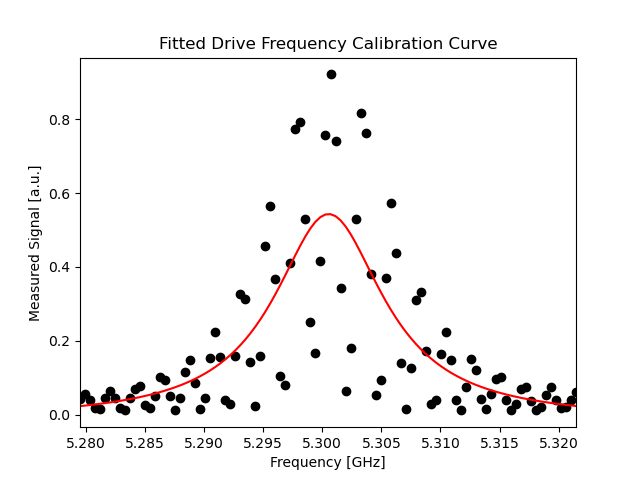 Fitted Drive Frequency Calibration Curve
Measured Signal [a.u.]
0.8
0.6
0.4
0.2
0.0
5.280 5.285 5.290 5.295 5.300 5.305 5.310 5.315 5.320
Frequency [GHz]